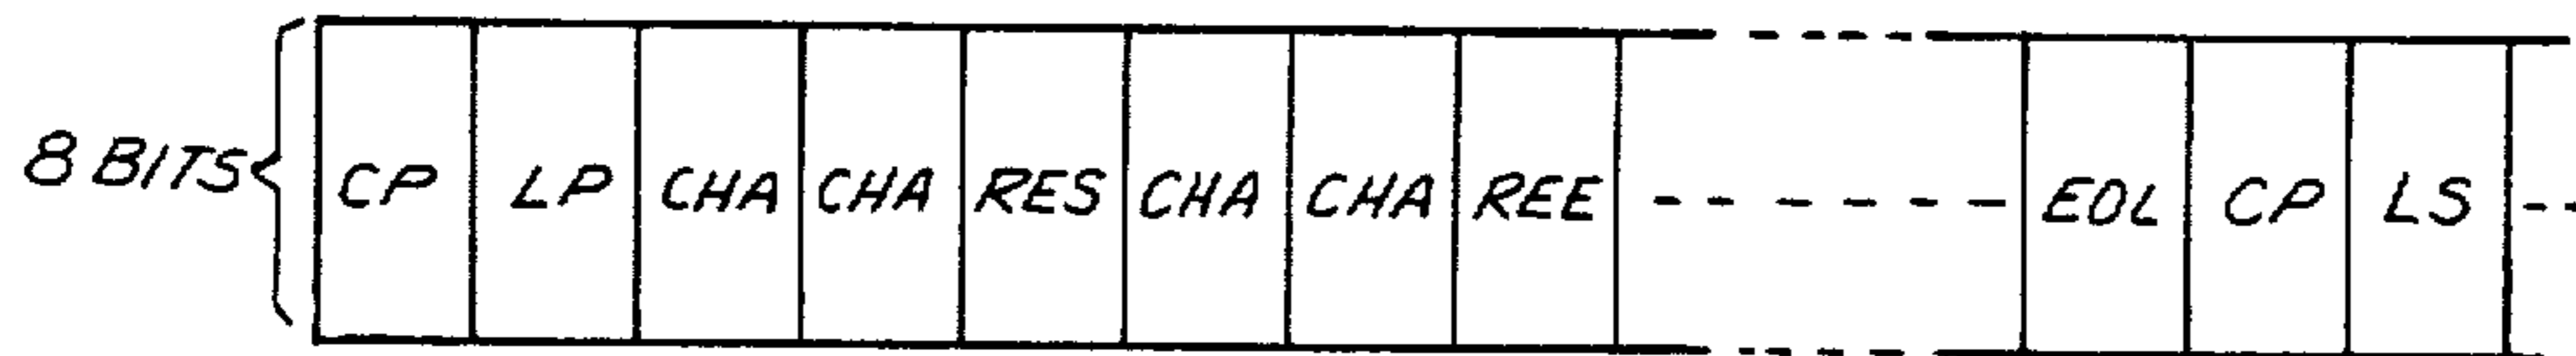 8 BITS CP LP CHA CHA RES CHA CHA REE EOL CP LS